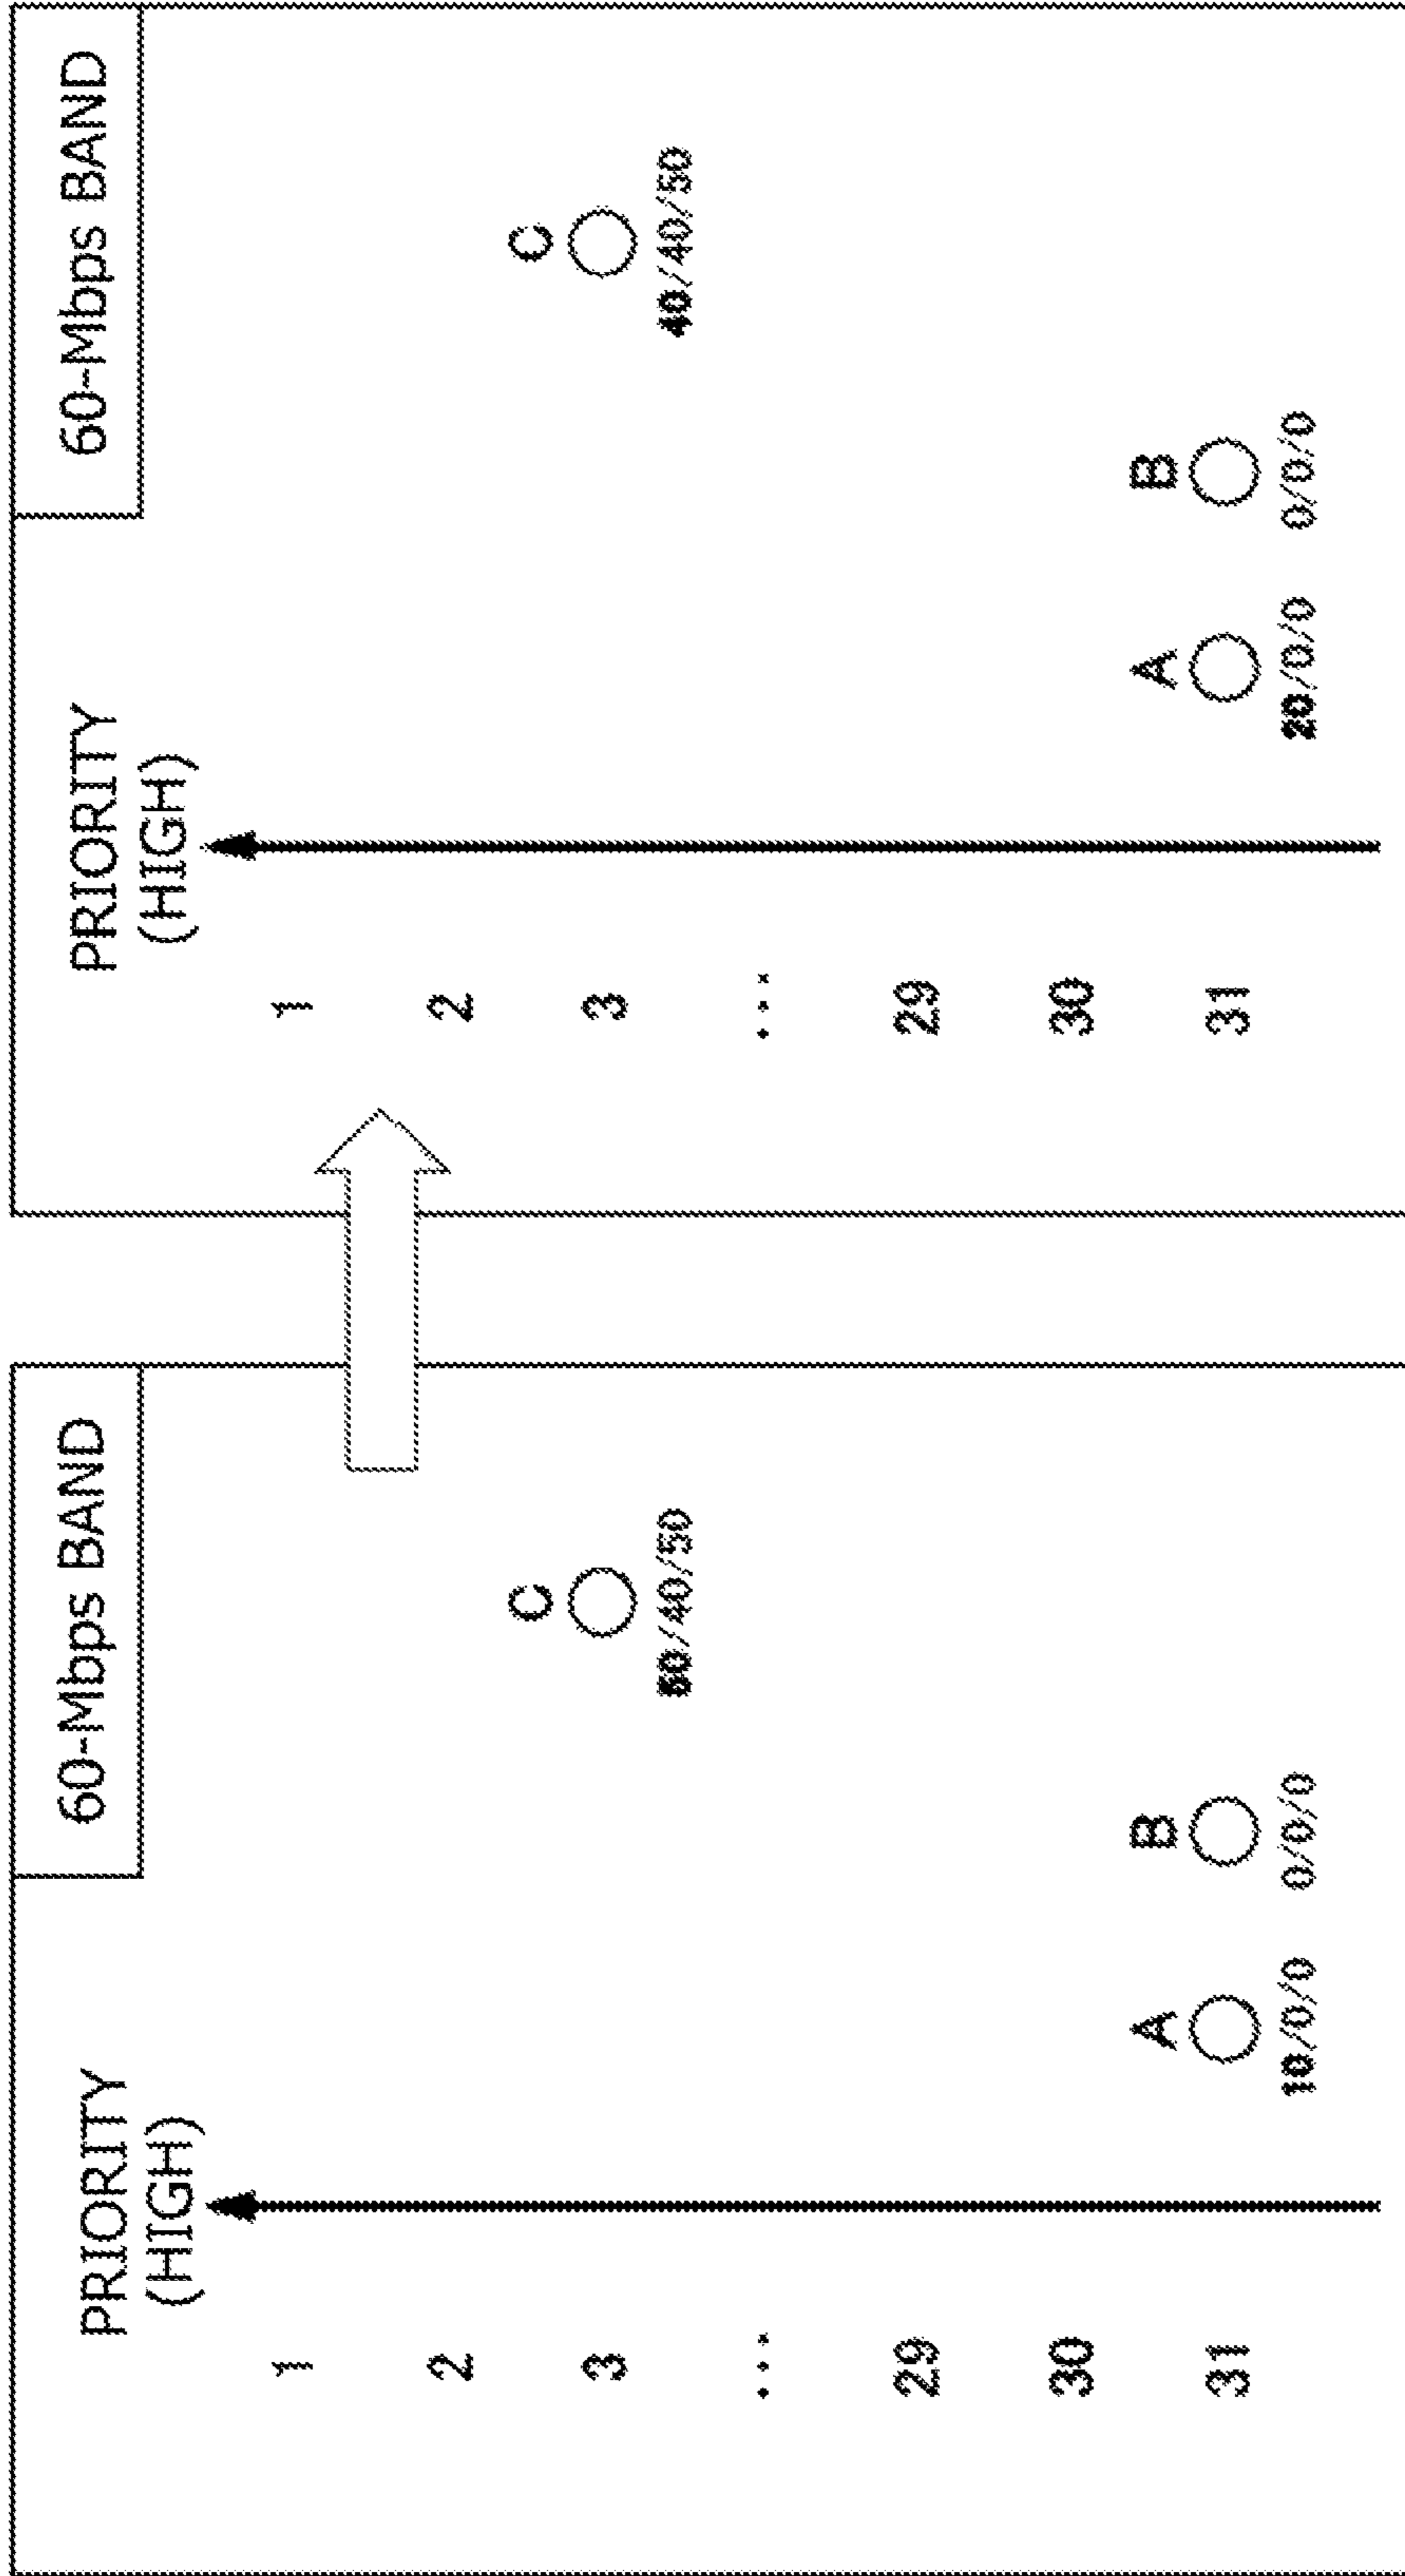 60-Mbps BAND
PRIORITY
(HIGH)
1
2
3
...
29
30
31
C
50/40/50
A
10/0/0
B
0/0/0
60-Mbps BAND
PRIORITY
(HIGH)
1
2
3
...
29
30
31
C
40/40/50
A
20/0/0
B
0/0/0